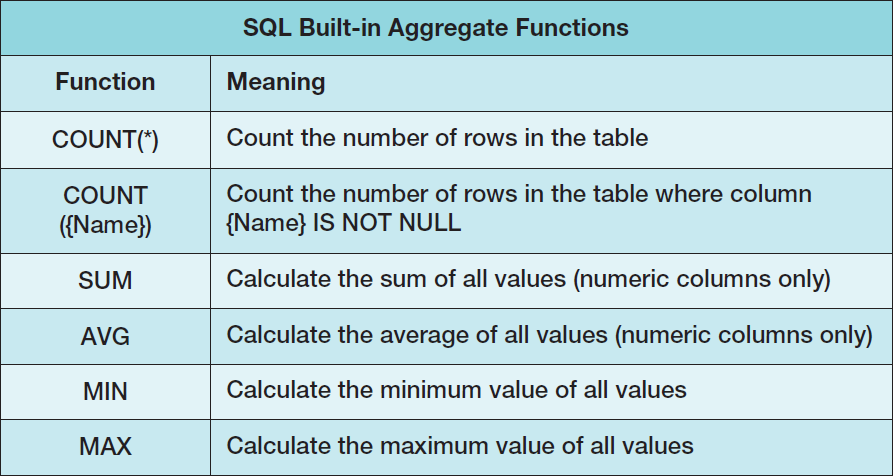 SQL Built-in Aggregate Functions
Function Meaning
COUNT(*) Count the number of rows in the table
COUNT
({Name})
Count the number of rows in the table where column
{Name} IS NOT NULL
SUM Calculate the sum of all values (numeric columns only)
AVG Calculate the average of all values (numeric columns only)
MIN Calculate the minimum value of all values
MAX Calculate the maximum value of all values